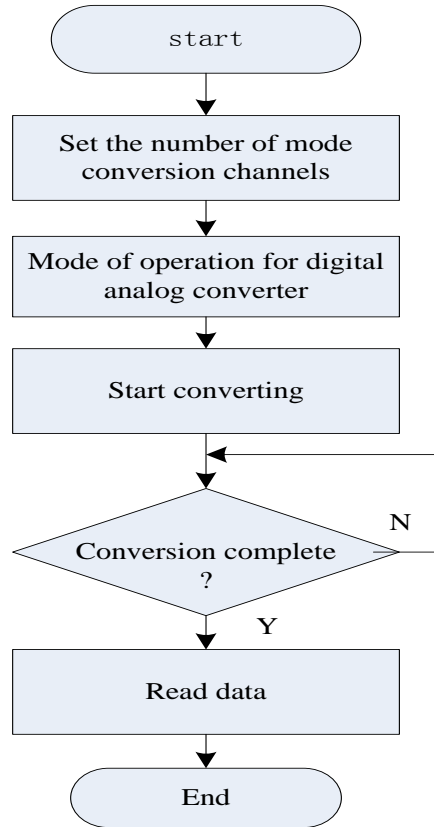 start
Set the number of mode
conversion channels
Mode of operation for digital
analog converter
Start converting
N
Conversion complete
?
Y
Read data
End